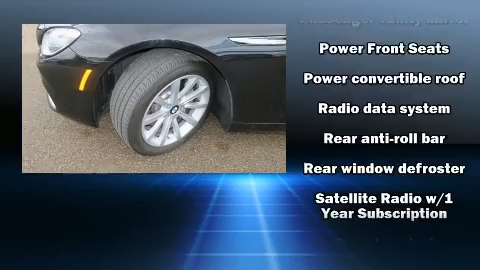 Power Front Seats
Power convertible roof
Radio data system
Rear anti-roll bar
Rear window defroster
Satellite Radio w/1
Year Subscription